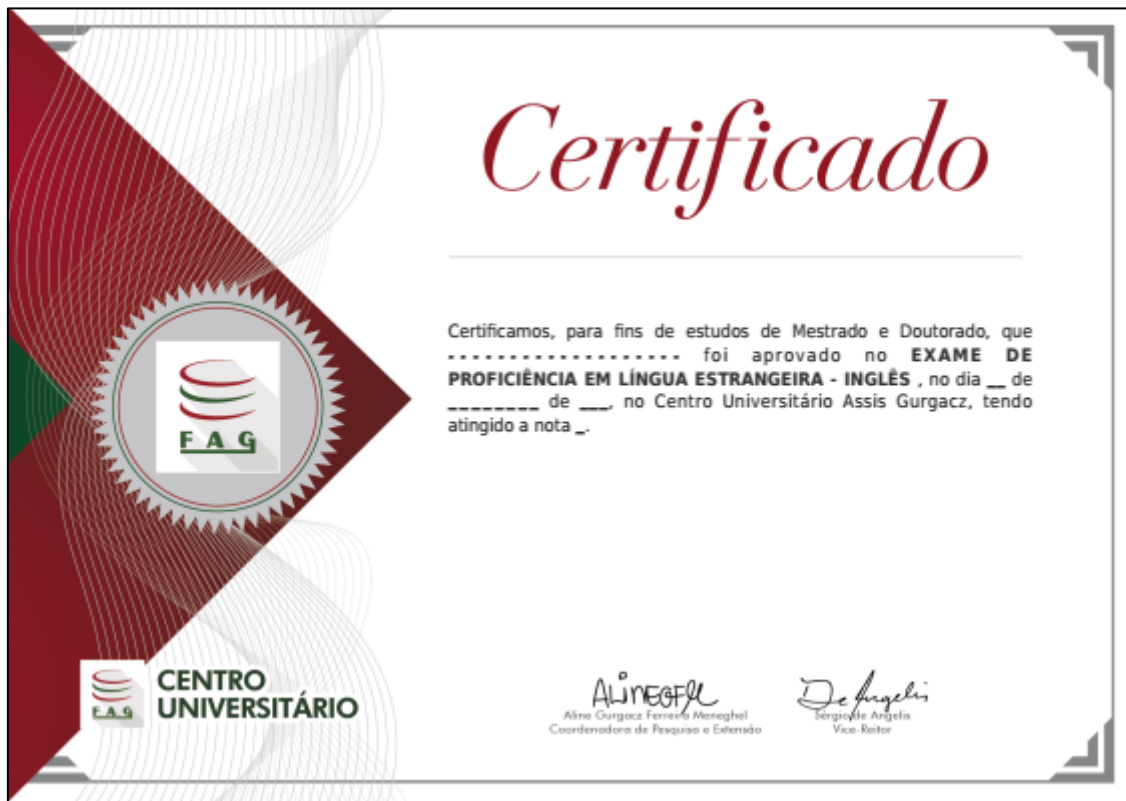 Certificado
Certificamos, para fins de estudos de Mestrado e Doutorado, que
- - - - - - - - - - - - - - - - - - - foi aprovado no EXAME DE
PROFICIÊNCIA EM LÍNGUA ESTRANGEIRA - INGLÊS , no dia __ de
________ de ___, no Centro Universitário Assis Gurgacz, tendo
atingido a nota _.
FAG
FAG
CENTRO
UNIVERSITÁRIO
De Angelis
Aline Gurgacz Ferreira Meneghel
Coordenadora de Pesquisa e Extensão
Sérgio de Angelis
Vice-Reitor